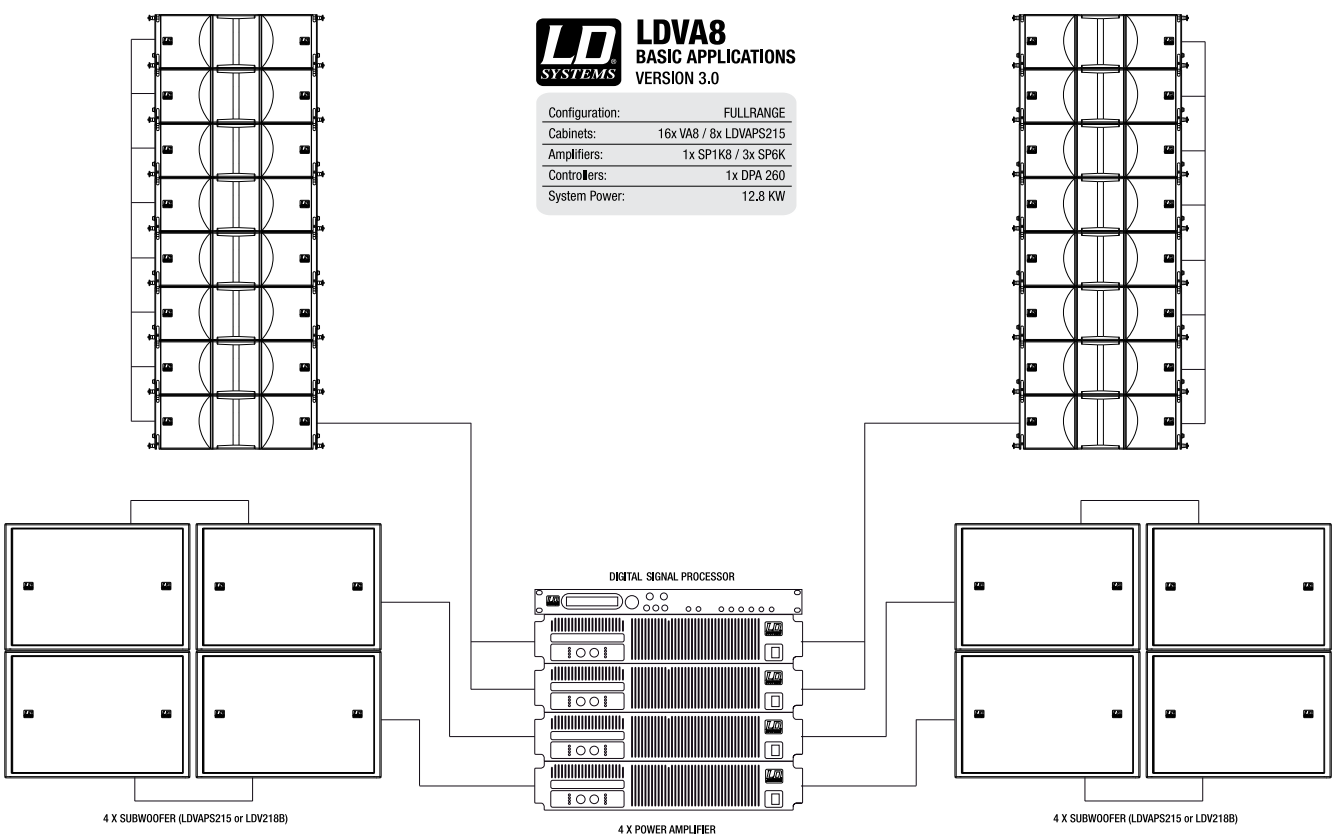 LD
SYSTEMS
LDVA8
BASIC APPLICATIONS
VERSION 3.0
Configuration: FULLRANGE
Cabinets: 16x VA8 / 8x LDVAPS215
Amplifiers: 1x SP1K8 / 3x SP6K
Controllers: 1x DPA 260
System Power: 12.8 KW
DIGITAL SIGNAL PROCESSOR
4 X SUBWOOFER (LDVAPS215 or LDV218B)
4 X POWER AMPLIFIER
4 X SUBWOOFER (LDVAPS215 or LDV218B)